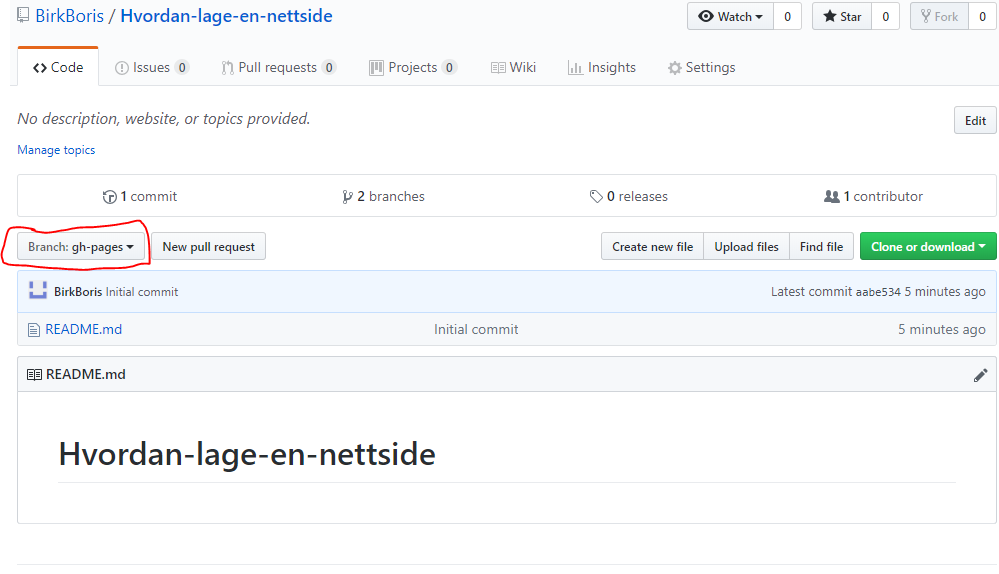 BirkBoris / Hvordan-lage-en-nettside Watch 0 Star 0 Fork 0
Code Issues 0 Pull requests 0 Projects 0 Wiki Insights Settings
No description, website, or topics provided. Edit
Manage topics
1 commit 2 branches 0 releases 1 contributor
Branch: gh-pages New pull request Create new file Upload files Find file Clone or download
BirkBoris Initial commit Latest commit aabe534 5 minutes ago
README.md Initial commit 5 minutes ago
README.md
Hvordan-lage-en-nettside